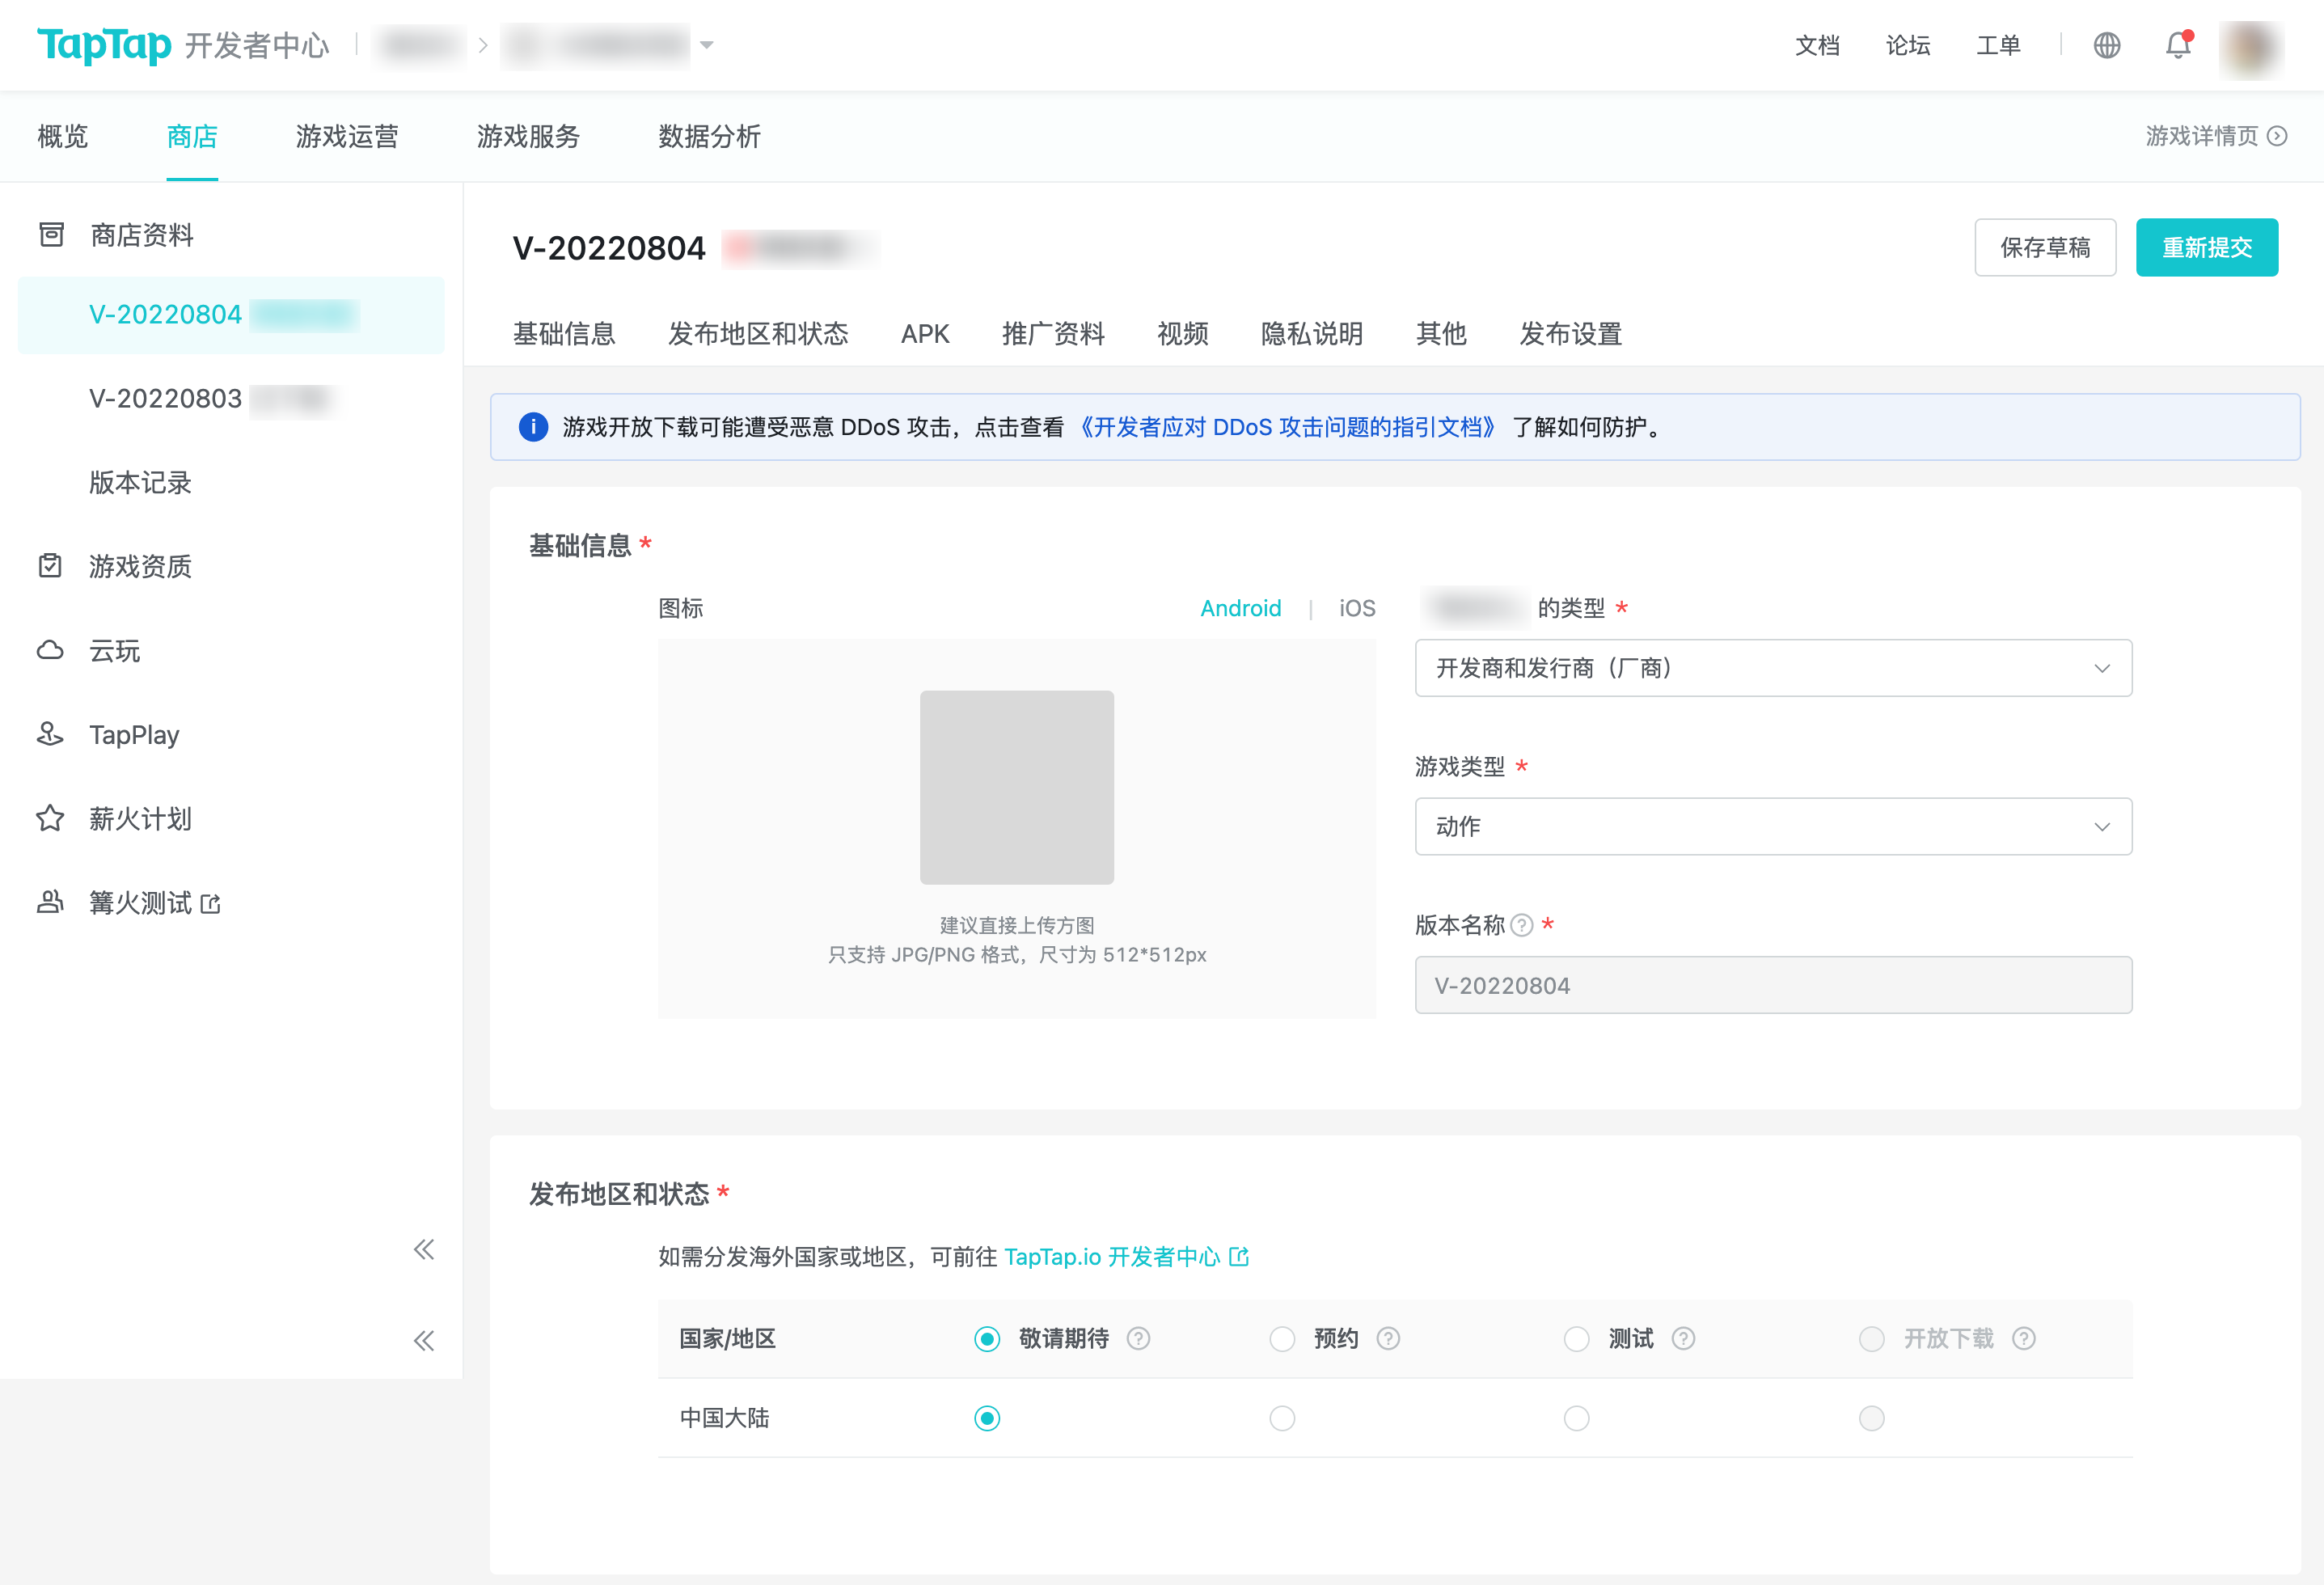 TapTap 开发者中心
文档 论坛 工单
概览 商店 游戏运营 游戏服务 数据分析 游戏详情页
商店资料
V-20220804
V-20220803
版本记录
游戏资质
云玩
TapPlay
薪火计划
篝火测试
V-20220804
保存草稿 重新提交
基础信息 发布地区和状态 APK 推广资料 视频 隐私说明 其他 发布设置
游戏开放下载可能遭受恶意 DDoS 攻击，点击查看 《开发者应对 DDoS 攻击问题的指引文档》 了解如何防护。
基础信息 *
图标 Android | iOS
建议直接上传方图
只支持 JPG/PNG 格式，尺寸为 512*512px
的类型 *
开发商和发行商（厂商）
游戏类型 *
动作
版本名称 *
V-20220804
发布地区和状态 *
如需分发海外国家或地区，可前往 TapTap.io 开发者中心
国家/地区 敬请期待 预约 测试 开放下载
中国大陆